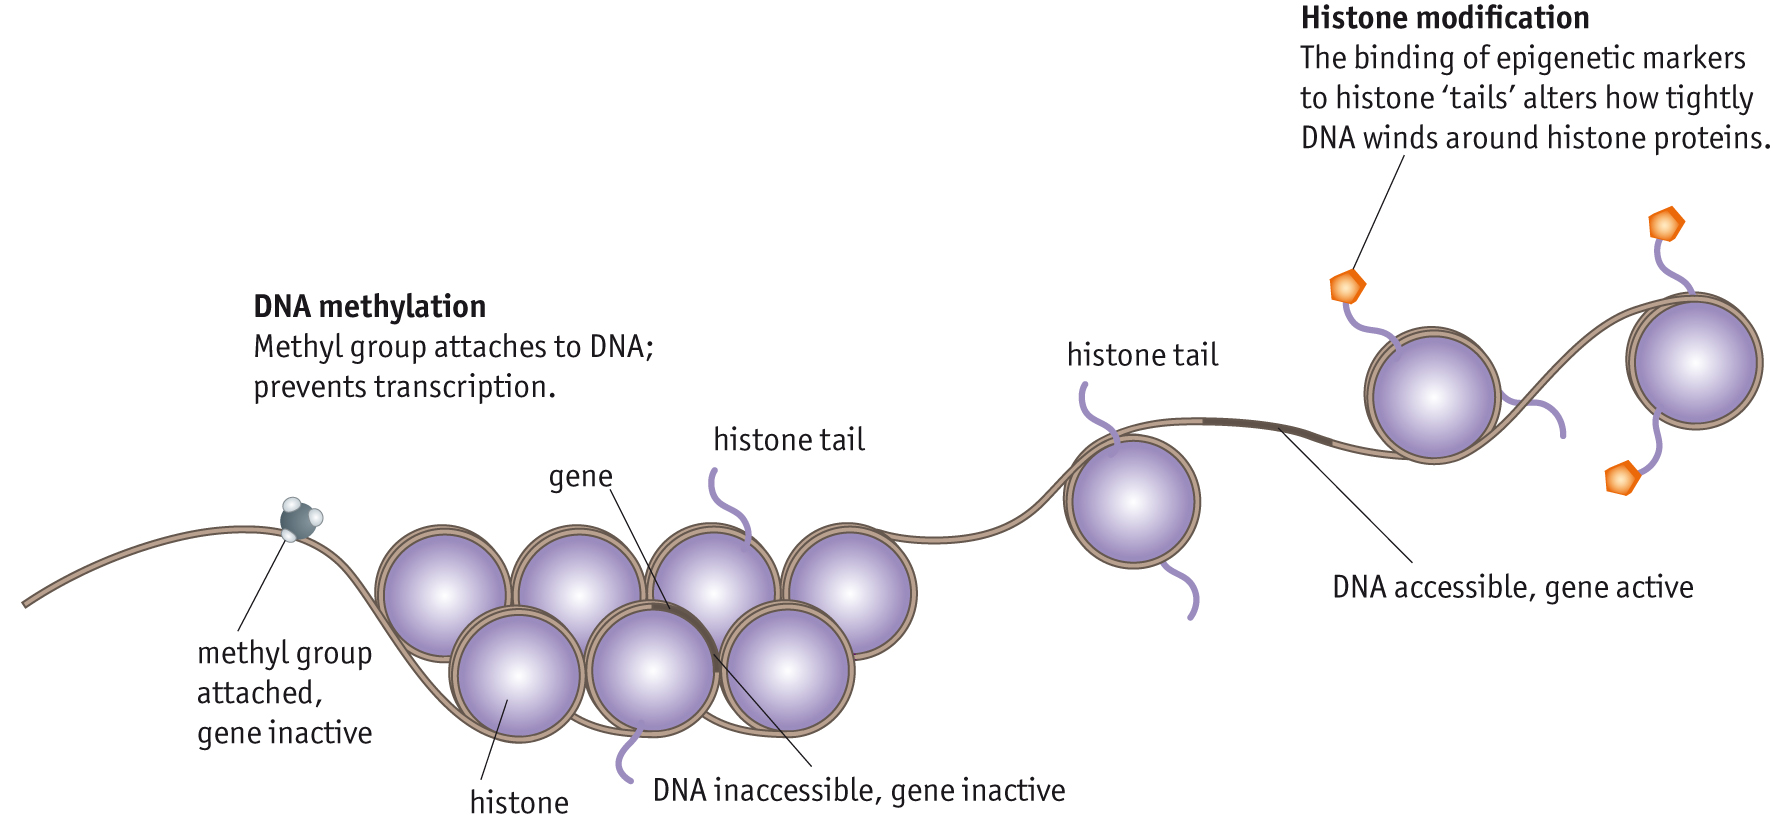 Histone modification
The binding of epigenetic markers
to histone ‘tails’ alters how tightly
DNA winds around histone proteins.
DNA methylation
Methyl group attaches to DNA;
prevents transcription.
histone tail
histone tail
gene
DNA accessible, gene active
methyl group
attached,
gene inactive
DNA inaccessible, gene inactive
histone